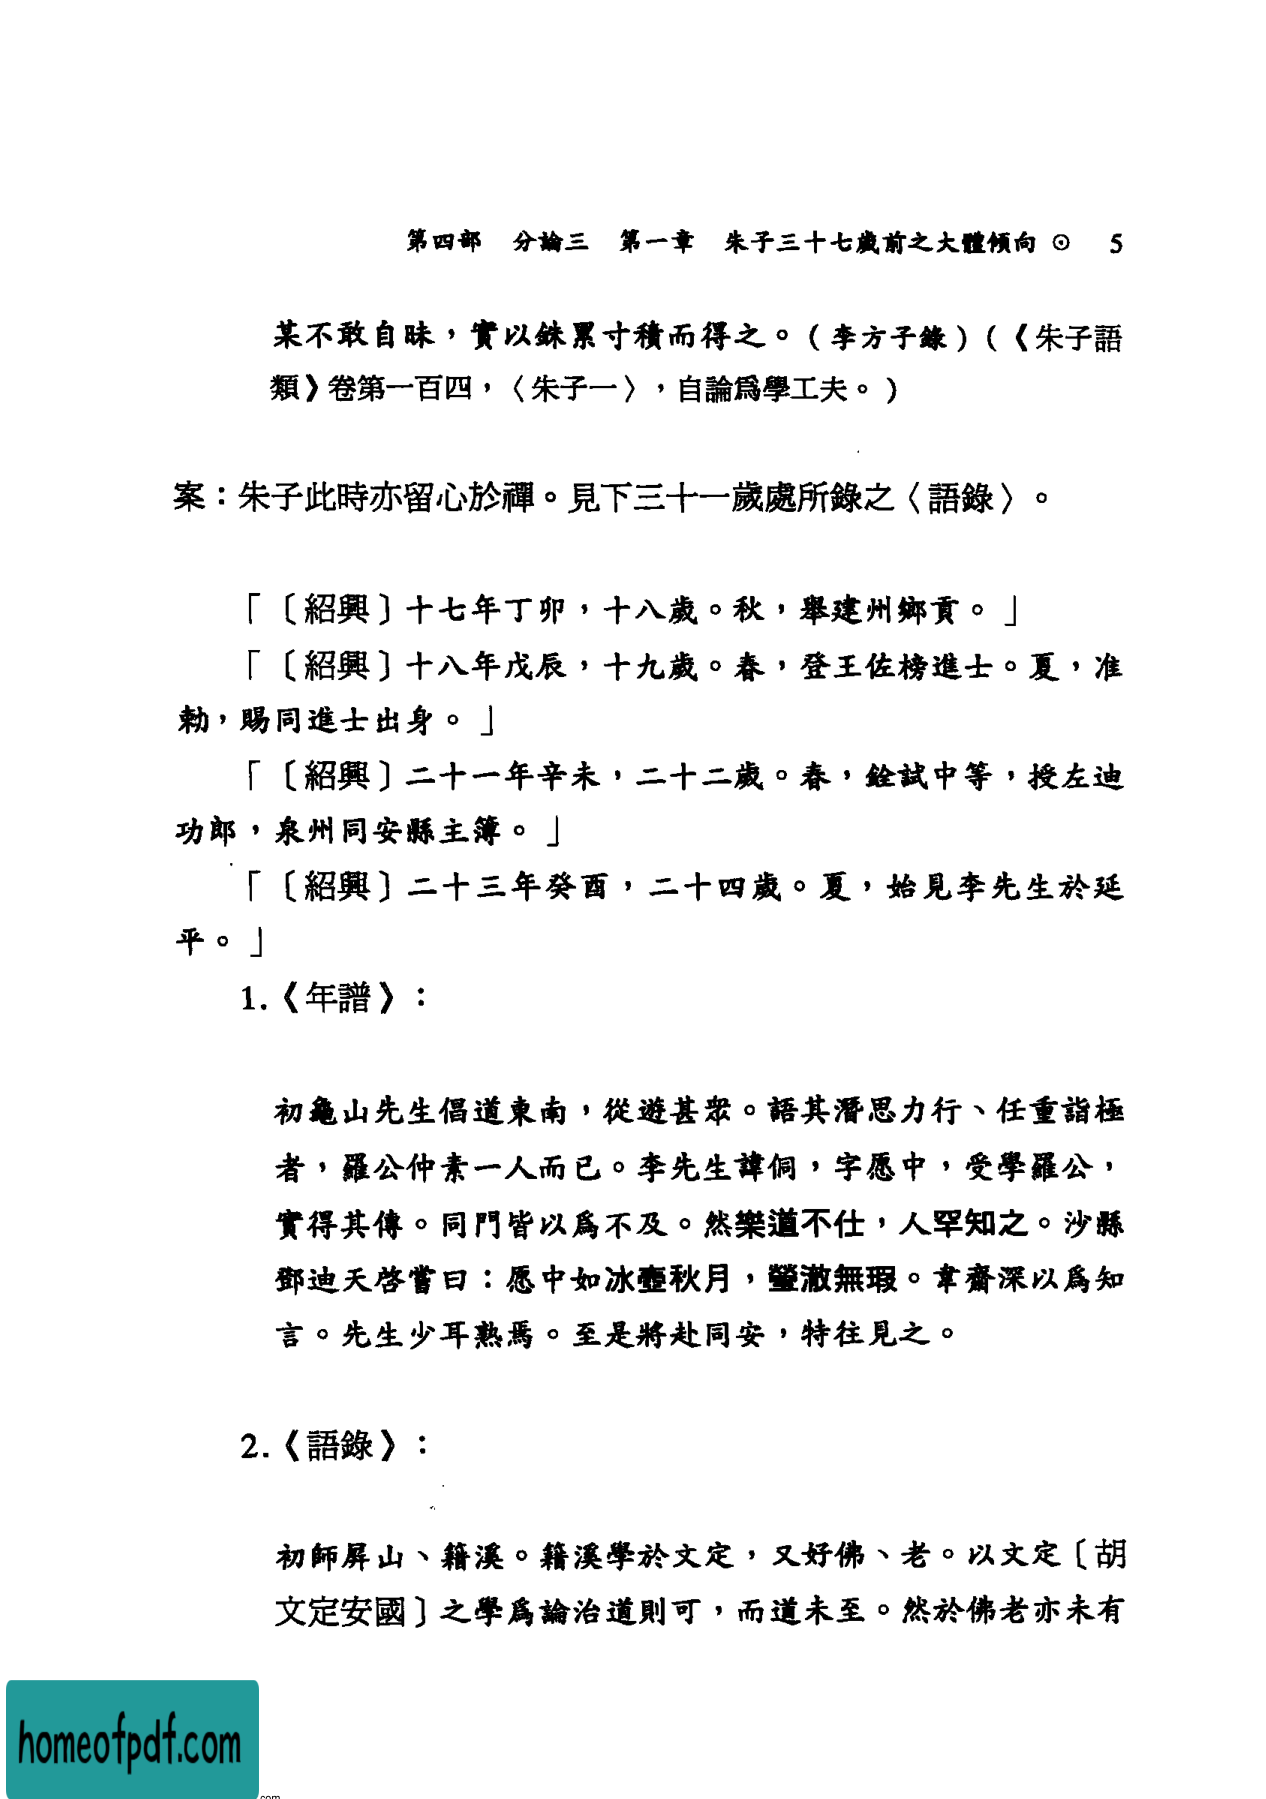 第四部　分論三　第一章　朱子三十七歲前之大體傾向 ⊙　5
某不敢自昧，實以銖累寸積而得之。（李方子錄）（《朱子語
類》卷第一百四，〈朱子一〉，自論爲學工夫。）
案：朱子此時亦留心於禪。見下三十一歲處所錄之〈語錄〉。
「〔紹興〕十七年丁卯，十八歲。秋，舉建州鄉貢。」
「〔紹興〕十八年戊辰，十九歲。春，登王佐榜進士。夏，准
勅，賜同進士出身。」
「〔紹興〕二十一年辛未，二十二歲。春，銓試中等，授左迪
功郎，泉州同安縣主簿。」
「〔紹興〕二十三年癸酉，二十四歲。夏，始見李先生於延
平。」
1.《年譜》：
初龜山先生倡道東南，從遊甚眾。語其潛思力行、任重詣極
者，羅公仲素一人而已。李先生諱侗，字愿中，受學羅公，
實得其傳。同門皆以爲不及。然樂道不仕，人罕知之。沙縣
鄧迪天啓嘗曰：愿中如冰壺秋月，瑩澈無瑕。韋齋深以爲知
言。先生少耳熟焉。至是將赴同安，特往見之。
2.《語錄》：
初師屏山、籍溪。籍溪學於文定，又好佛、老。以文定〔胡
文定安國〕之學爲論治道則可，而道未至。然於佛老亦未有
homeofpdf.com
.com